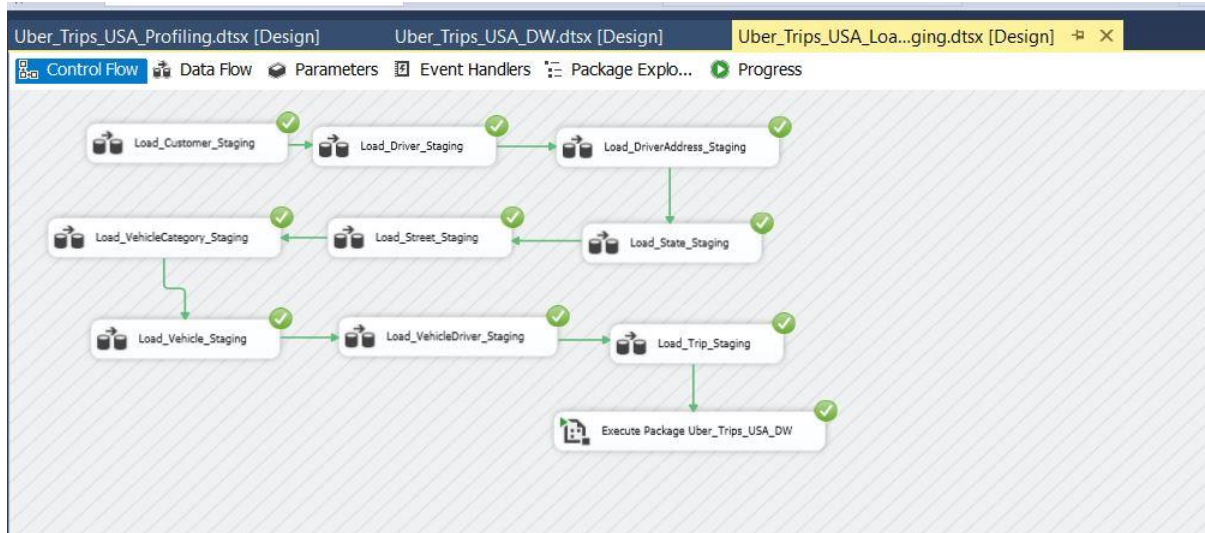 Uber_Trips_USA_Profiling.dtsx [Design] Uber_Trips_USA_DW.dtsx [Design] Uber_Trips_USA_Loa...ging.dtsx [Design]
Control Flow Data Flow Parameters Event Handlers Package Explo... Progress
Load_Customer_Staging
Load_Driver_Staging
Load_DriverAddress_Staging
Load_VehicleCategory_Staging
Load_Street_Staging
Load_State_Staging
Load_Vehicle_Staging
Load_VehicleDriver_Staging
Load_Trip_Staging
Execute Package Uber_Trips_USA_DW